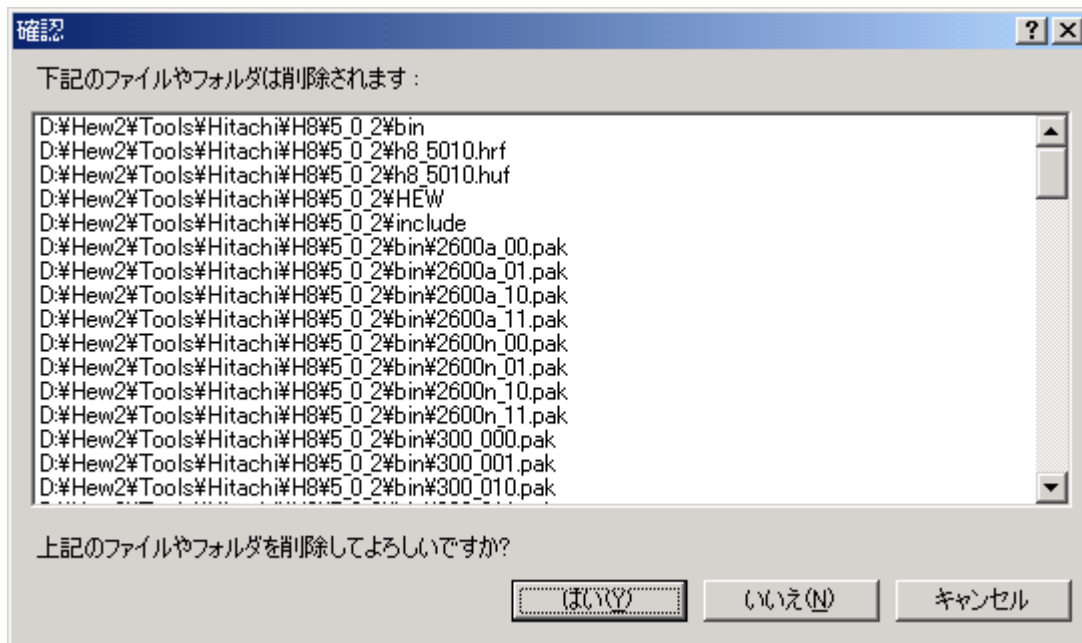 確認
下記のファイルやフォルダは削除されます：
D:¥Hew2¥Tools¥Hitachi¥H8¥5_0_2¥bin
D:¥Hew2¥Tools¥Hitachi¥H8¥5_0_2¥h8_5010.hrf
D:¥Hew2¥Tools¥Hitachi¥H8¥5_0_2¥h8_5010.huf
D:¥Hew2¥Tools¥Hitachi¥H8¥5_0_2¥HEW
D:¥Hew2¥Tools¥Hitachi¥H8¥5_0_2¥include
D:¥Hew2¥Tools¥Hitachi¥H8¥5_0_2¥bin¥2600a_00.pak
D:¥Hew2¥Tools¥Hitachi¥H8¥5_0_2¥bin¥2600a_01.pak
D:¥Hew2¥Tools¥Hitachi¥H8¥5_0_2¥bin¥2600a_10.pak
D:¥Hew2¥Tools¥Hitachi¥H8¥5_0_2¥bin¥2600a_11.pak
D:¥Hew2¥Tools¥Hitachi¥H8¥5_0_2¥bin¥2600n_00.pak
D:¥Hew2¥Tools¥Hitachi¥H8¥5_0_2¥bin¥2600n_01.pak
D:¥Hew2¥Tools¥Hitachi¥H8¥5_0_2¥bin¥2600n_10.pak
D:¥Hew2¥Tools¥Hitachi¥H8¥5_0_2¥bin¥2600n_11.pak
D:¥Hew2¥Tools¥Hitachi¥H8¥5_0_2¥bin¥300_000.pak
D:¥Hew2¥Tools¥Hitachi¥H8¥5_0_2¥bin¥300_001.pak
D:¥Hew2¥Tools¥Hitachi¥H8¥5_0_2¥bin¥300_010.pak
上記のファイルやフォルダを削除してよろしいですか?
はい(Y) いいえ(N) キャンセル